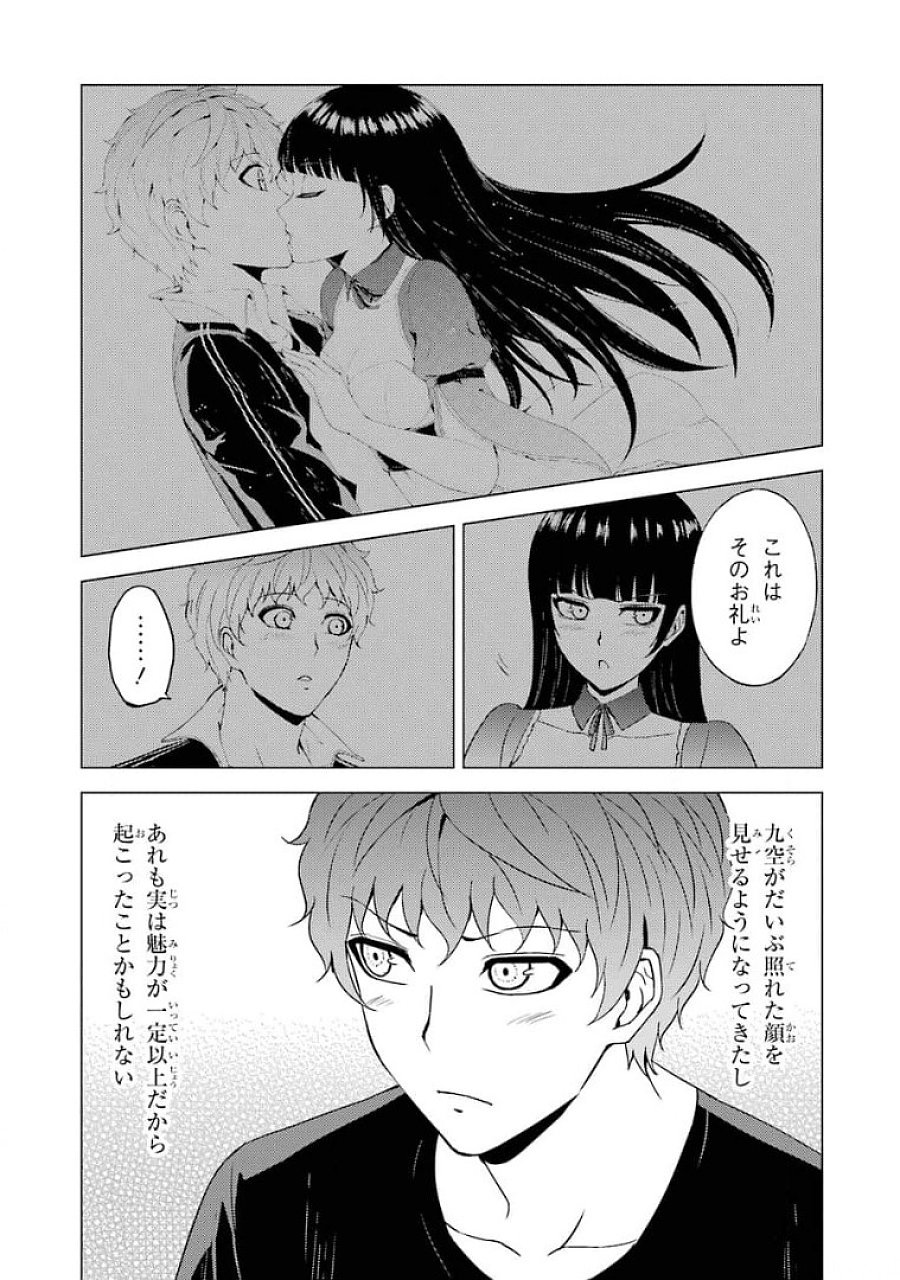 これは
そのお礼よ
……！
九空がだいぶ照れた顔を
見せるようになってきたし
あれも実は魅力が一定以上だから
起こったことかもしれない